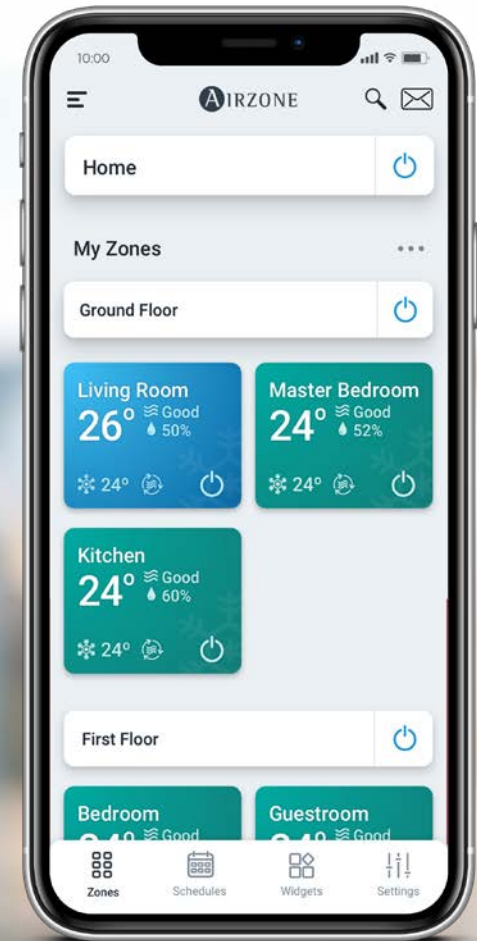 10:00
AIRZONE
Home
My Zones
Ground Floor
Living Room
26° Good
50%
24°
Master Bedroom
24° Good
52%
24°
Kitchen
24° Good
60%
24°
First Floor
Bedroom
Good
Guestroom
Good
Zones Schedules Widgets Settings